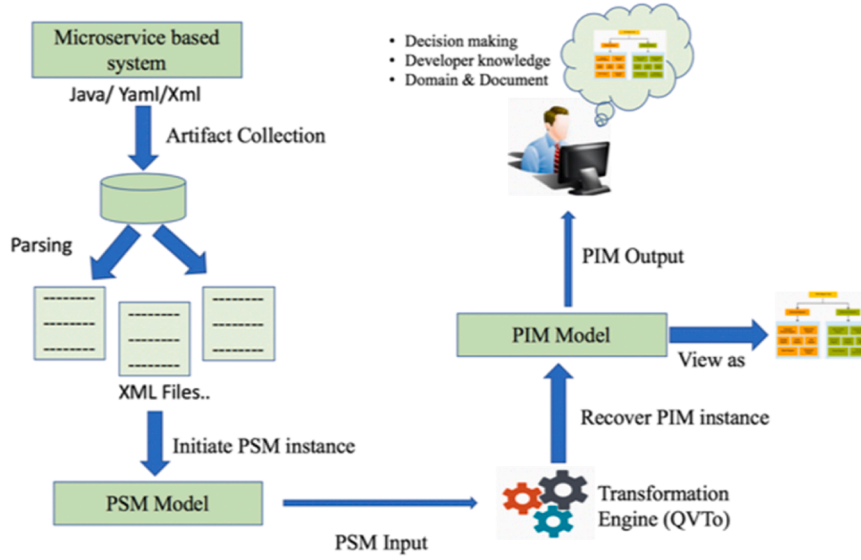 Microservice based
system
Java/ Yaml/Xml
Artifact Collection
Parsing
----------
----------
----------
----------
----------
----------
----------
----------
----------
XML Files..
Initiate PSM instance
PSM Model
PSM Input
Transformation
Engine (QVTo)
Recover PIM instance
PIM Model
View as
PIM Output
• Decision making
• Developer knowledge
• Domain & Document